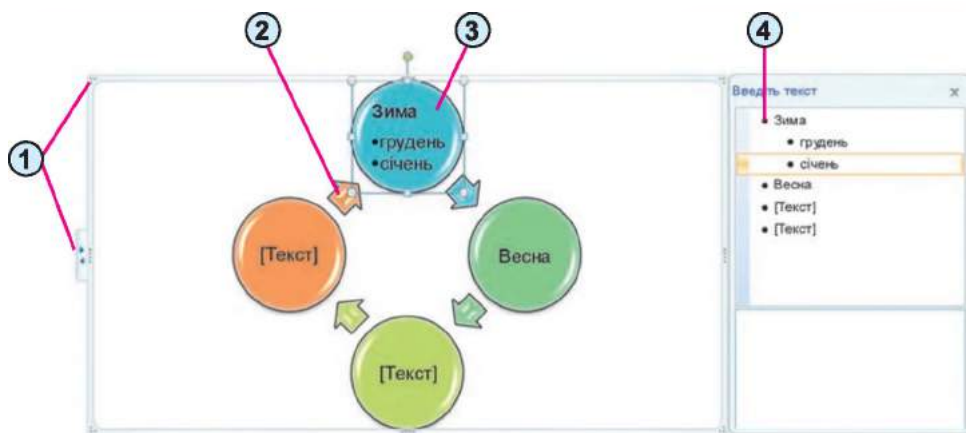 2
3
4
1
Зима
•грудень
•січень
[Текст]
Весна
[Текст]
Введіть текст
• Зима
• грудень
• січень
• Весна
• [Текст]
• [Текст]